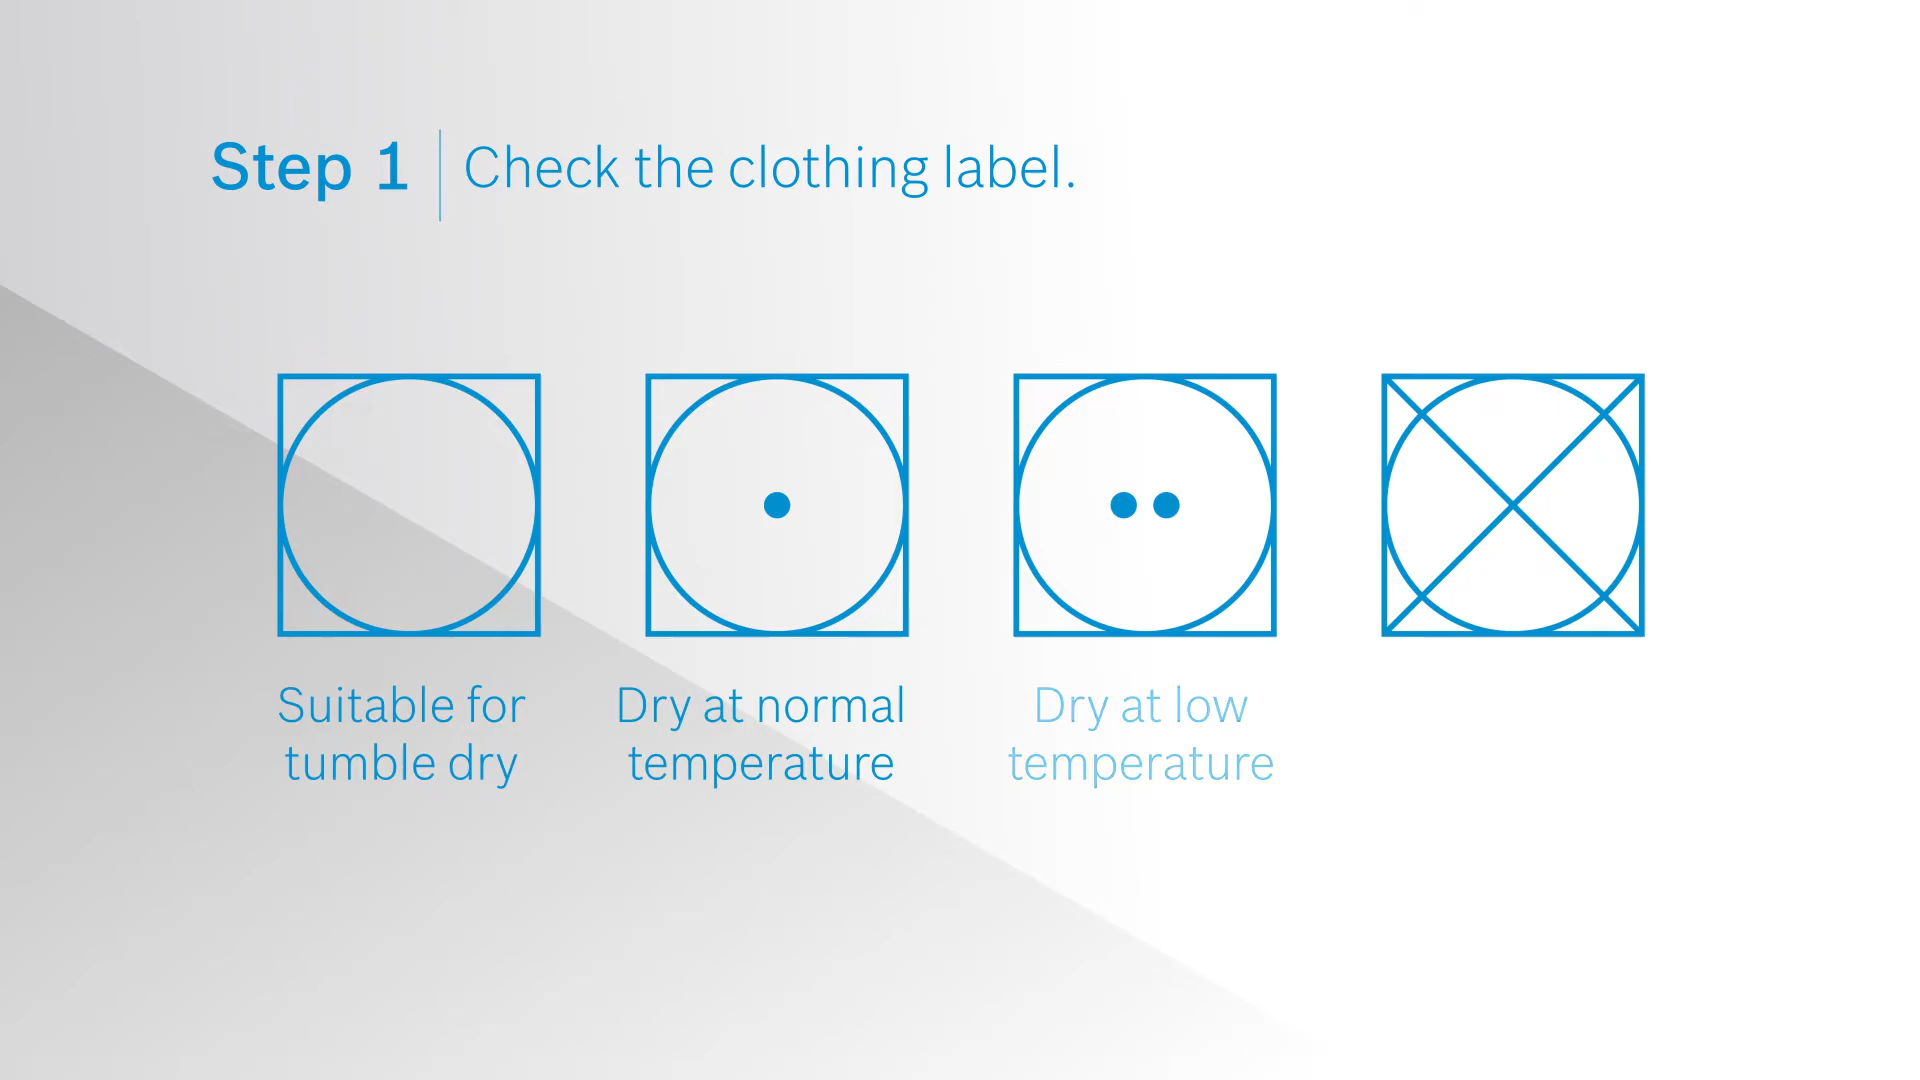 Step 1 Check the clothing label.
Suitable for
tumble dry
Dry at normal
temperature
Dry at low
temperature